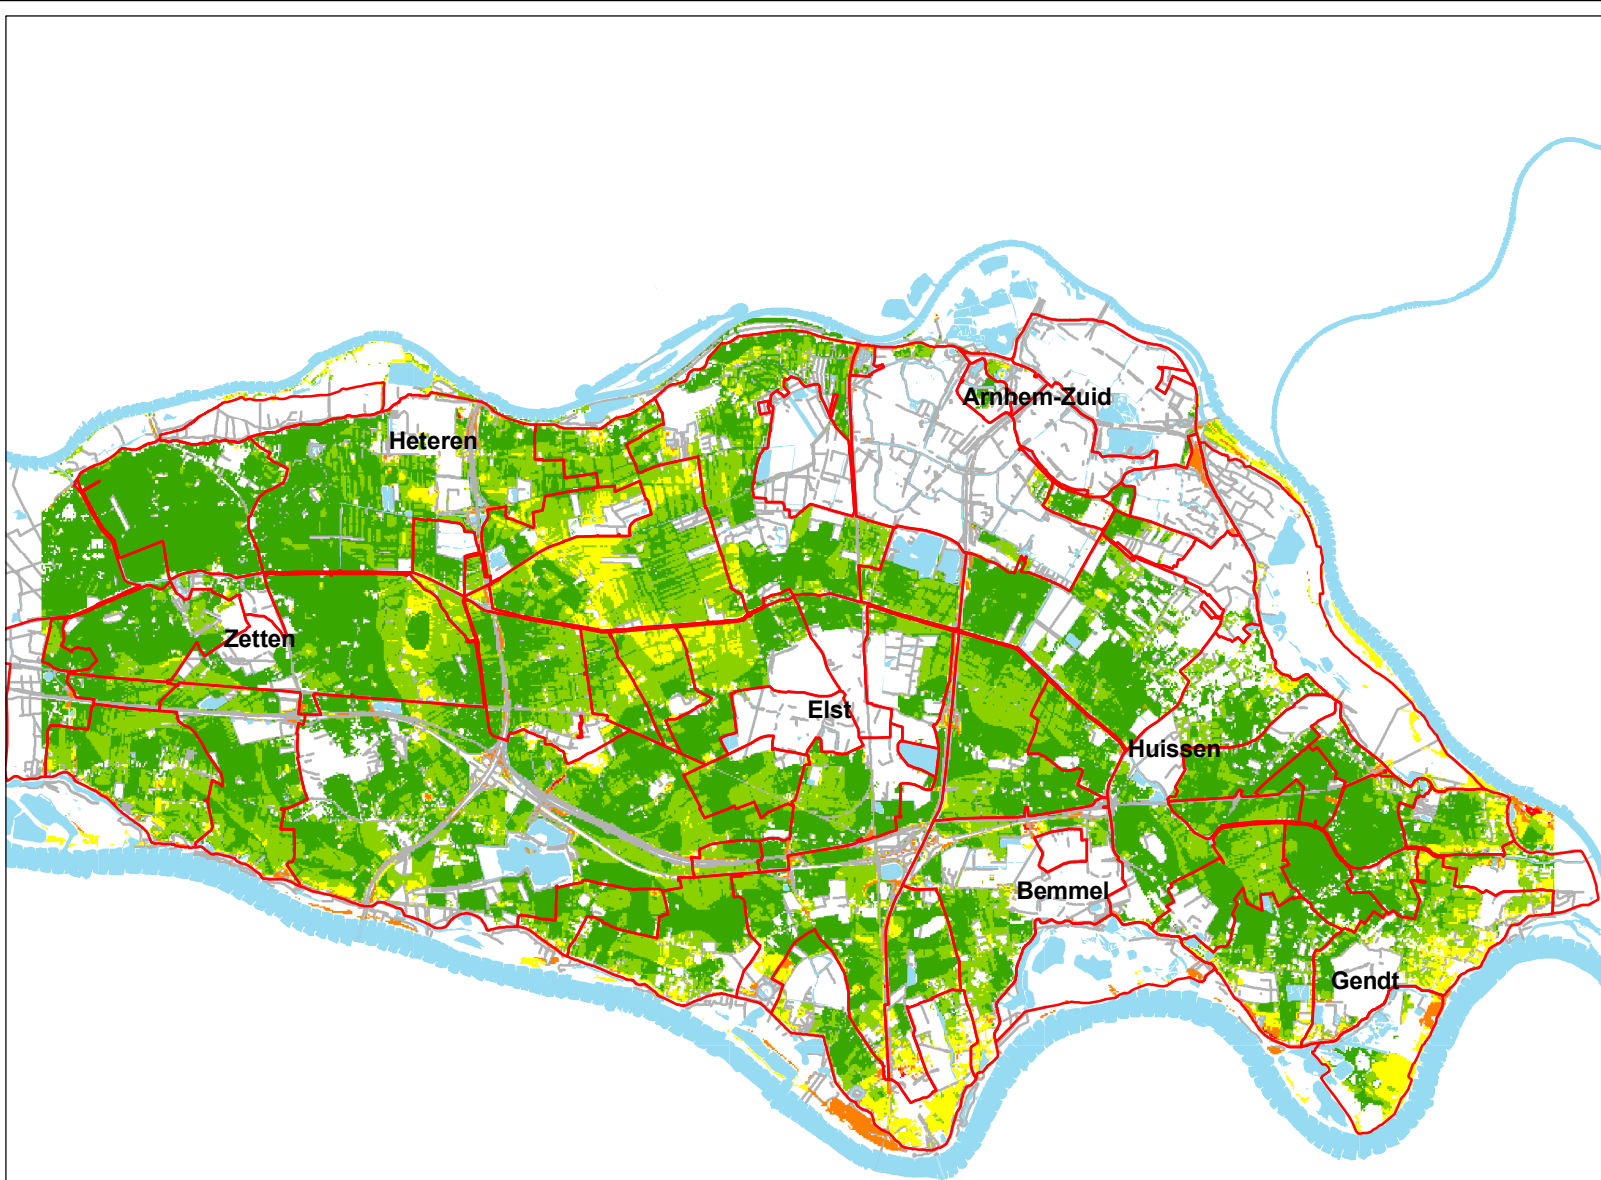 Arnhem-Zuid
Heteren
Zetten
Elst
Huissen
Bemmel
Gendt